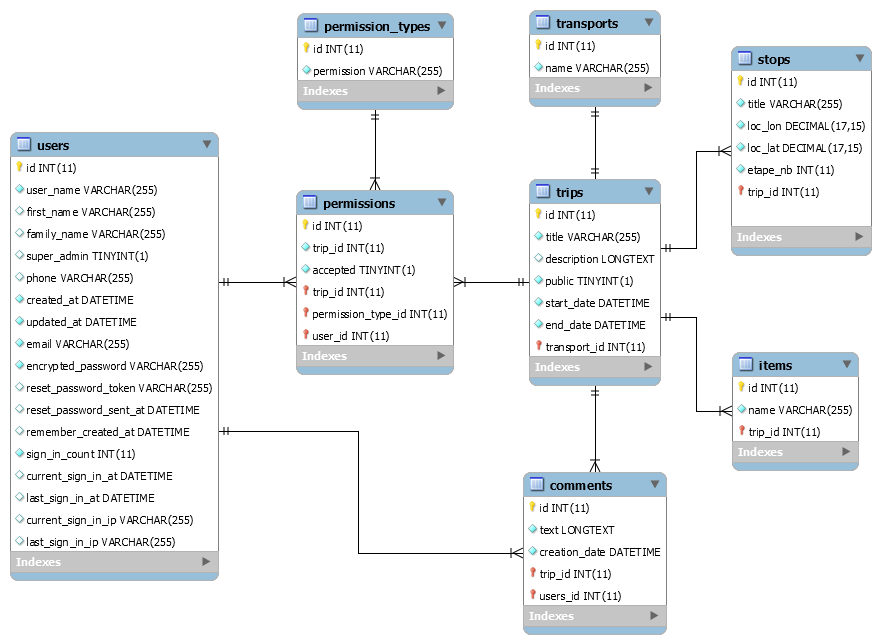 permission_types
id INT(11)
permission VARCHAR(255)
Indexes
transports
id INT(11)
name VARCHAR(255)
Indexes
stops
id INT(11)
title VARCHAR(255)
loc_lon DECIMAL(17,15)
loc_lat DECIMAL(17,15)
etape_nb INT(11)
trip_id INT(11)
Indexes
users
id INT(11)
user_name VARCHAR(255)
first_name VARCHAR(255)
family_name VARCHAR(255)
super_admin TINYINT(1)
phone VARCHAR(255)
created_at DATETIME
updated_at DATETIME
email VARCHAR(255)
encrypted_password VARCHAR(255)
reset_password_token VARCHAR(255)
reset_password_sent_at DATETIME
remember_created_at DATETIME
sign_in_count INT(11)
current_sign_in_at DATETIME
last_sign_in_at DATETIME
current_sign_in_ip VARCHAR(255)
last_sign_in_ip VARCHAR(255)
Indexes
permissions
id INT(11)
trip_id INT(11)
accepted TINYINT(1)
trip_id INT(11)
permission_type_id INT(11)
user_id INT(11)
Indexes
trips
id INT(11)
title VARCHAR(255)
description LONGTEXT
public TINYINT(1)
start_date DATETIME
end_date DATETIME
transport_id INT(11)
Indexes
items
id INT(11)
name VARCHAR(255)
trip_id INT(11)
Indexes
comments
id INT(11)
text LONGTEXT
creation_date DATETIME
trip_id INT(11)
users_id INT(11)
Indexes